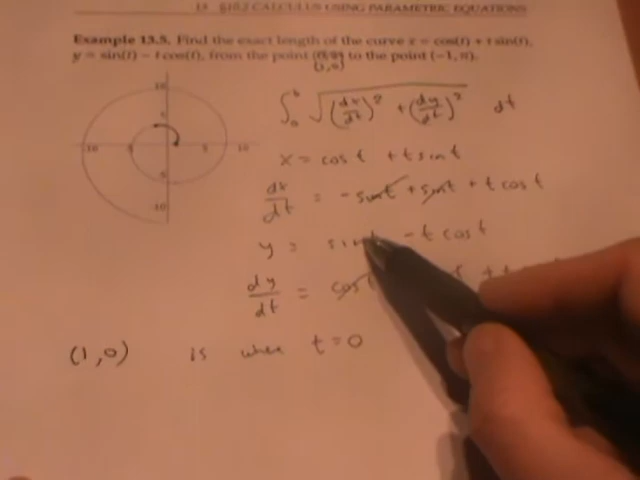 13 §10.2 CALCULUS USING PARAMETRIC EQUATIONS
Example 13.5. Find the exact length of the curve x = cos(t) + t sin(t),
y = sin(t) − t cos(t), from the point (1,0) to the point (−1, π).
10
5
-10
5
10
-5
-10
∫ₐᵇ √((dx/dt)² + (dy/dt)²) dt
x = cos t + t sin t
dx/dt = - sin t + sin t + t cos t
y = sin t - t cos t
dy/dt = cos t
(1,0) is when t = 0